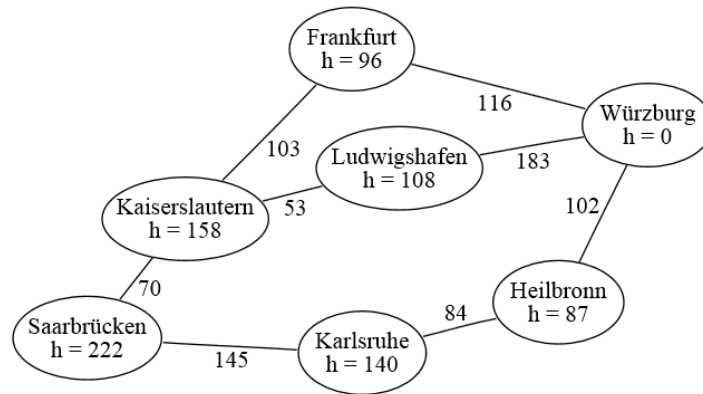 Frankfurt
h = 96
116
Würzburg
h = 0
103
Ludwigshafen
h = 108
183
Kaiserslautern
h = 158
53
102
70
Heilbronn
h = 87
Saarbrücken
h = 222
84
145
Karlsruhe
h = 140